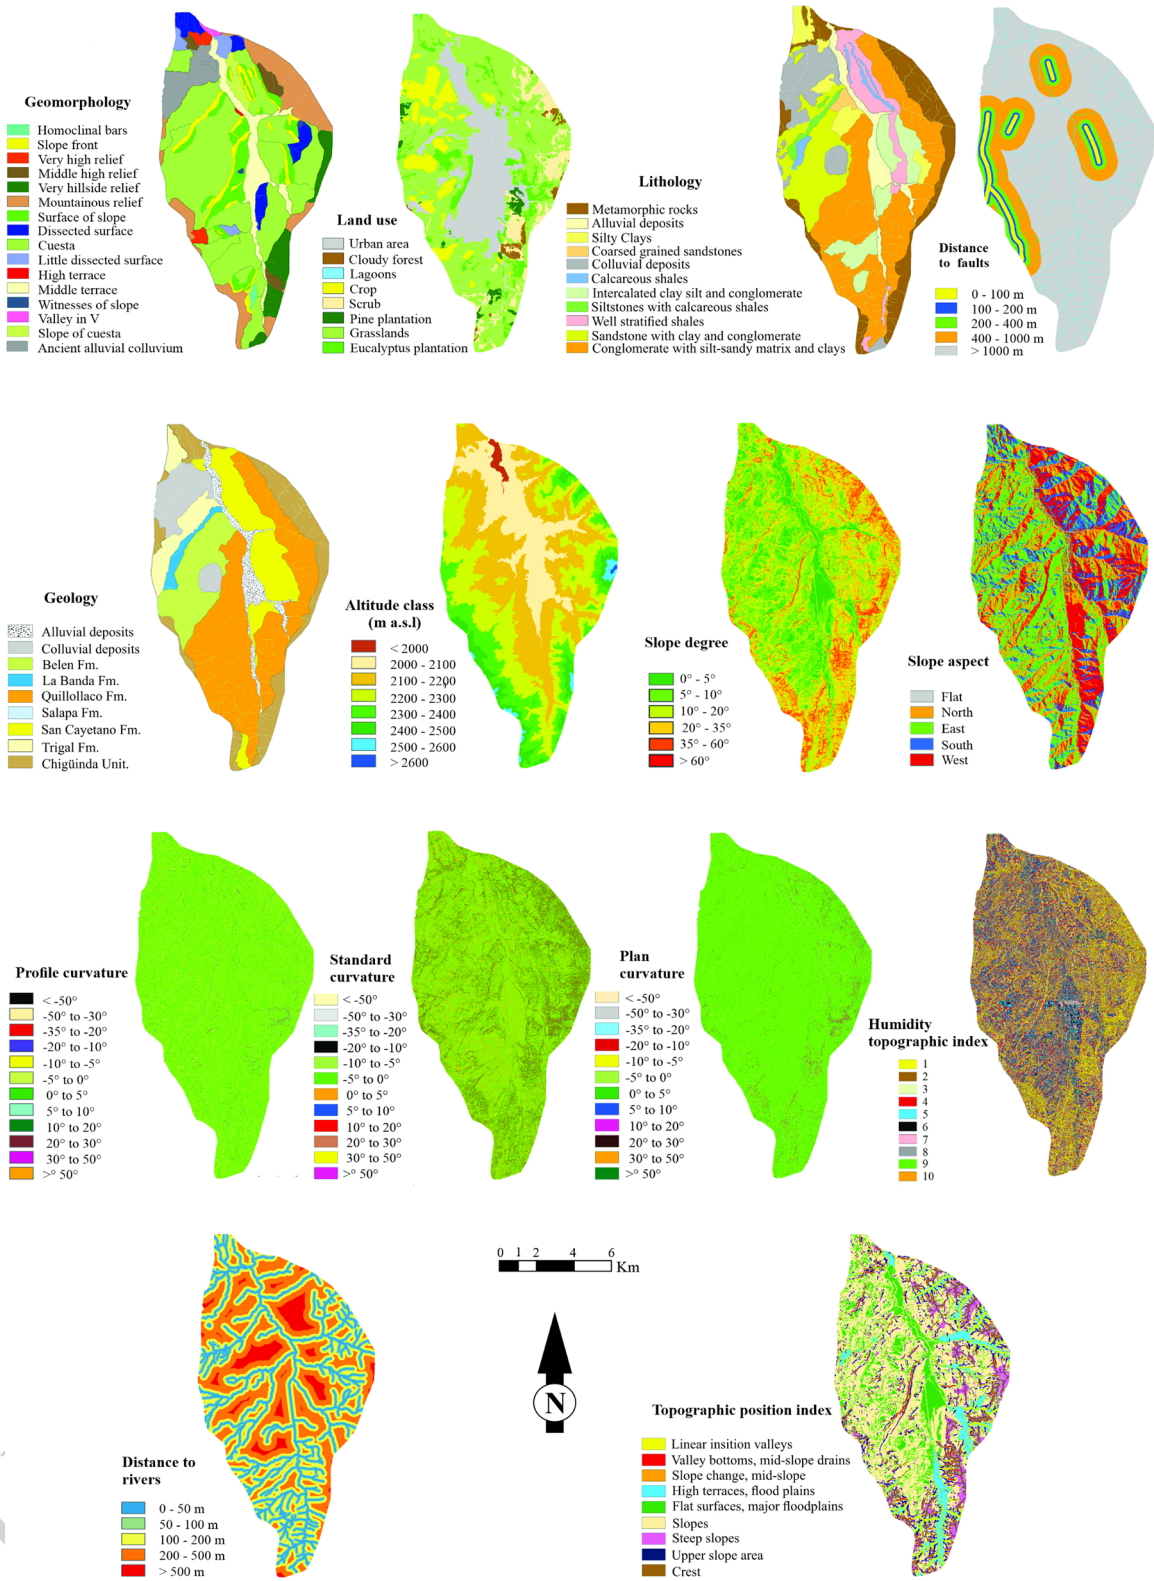 Geomorphology
Homoclinal bars
Slope front
Very high relief
Middle high relief
Very hillside relief
Mountainous relief
Surface of slope
Dissected surface
Cuesta
Little dissected surface
High terrace
Middle terrace
Witnesses of slope
Valley in V
Slope of cuesta
Ancient alluvial colluvium
Land use
Urban area
Cloudy forest
Lagoons
Crop
Scrub
Pine plantation
Grasslands
Eucalyptus plantation
Lithology
Metamorphic rocks
Alluvial deposits
Silty Clays
Coarsed grained sandstones
Colluvial deposits
Calcareous shales
Intercalated clay silt and conglomerate
Siltstones with calcareous shales
Well stratified shales
Sandstone with clay and conglomerate
Conglomerate with silt-sandy matrix and clays
Distance
to faults
0 - 100 m
100 - 200 m
200 - 400 m
400 - 1000 m
> 1000 m
Geology
Alluvial deposits
Colluvial deposits
Belen Fm.
La Banda Fm.
Quillollaco Fm.
Salapa Fm.
San Cayetano Fm.
Trigal Fm.
Chigüinda Unit.
Altitude class
(m a.s.l)
< 2000
2000 - 2100
2100 - 2200
2200 - 2300
2300 - 2400
2400 - 2500
2500 - 2600
> 2600
Slope degree
0° - 5°
5° - 10°
10° - 20°
20° - 35°
35° - 60°
> 60°
Slope aspect
Flat
North
East
South
West
Profile curvature
< -50°
-50° to -30°
-35° to -20°
-20° to -10°
-10° to -5°
-5° to 0°
0° to 5°
5° to 10°
10° to 20°
20° to 30°
30° to 50°
>° 50°
Standard
curvature
< -50°
-50° to -30°
-35° to -20°
-20° to -10°
-10° to -5°
-5° to 0°
0° to 5°
5° to 10°
10° to 20°
20° to 30°
30° to 50°
>° 50°
Plan
curvature
< -50°
-50° to -30°
-35° to -20°
-20° to -10°
-10° to -5°
-5° to 0°
0° to 5°
5° to 10°
10° to 20°
20° to 30°
30° to 50°
>° 50°
Humidity
topographic index
1
2
3
4
5
6
7
8
9
10
Distance to
rivers
0 - 50 m
50 - 100 m
100 - 200 m
200 - 500 m
> 500 m
0 1 2 4 6
Km
N
Topographic position index
Linear insition valleys
Valley bottoms, mid-slope drains
Slope change, mid-slope
High terraces, flood plains
Flat surfaces, major floodplains
Slopes
Steep slopes
Upper slope area
Crest